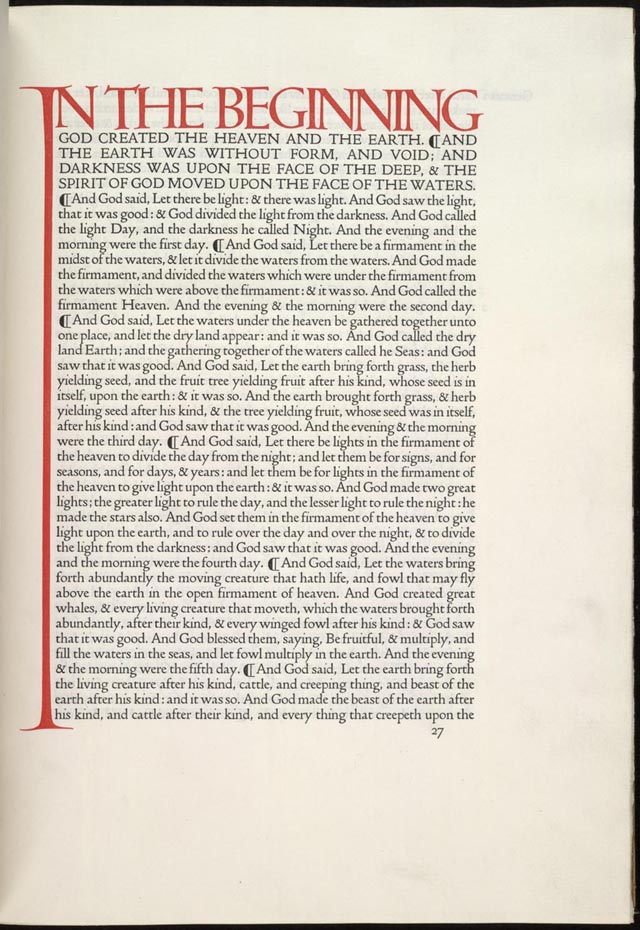 IN THE BEGINNING
GOD CREATED THE HEAVEN AND THE EARTH. ¶AND
THE EARTH WAS WITHOUT FORM, AND VOID; AND
DARKNESS WAS UPON THE FACE OF THE DEEP, & THE
SPIRIT OF GOD MOVED UPON THE FACE OF THE WATERS.
¶And God said, Let there be light: & there was light. And God saw the light,
that it was good: & God divided the light from the darkness. And God called
the light Day, and the darkness he called Night. And the evening and the
morning were the first day. ¶And God said, Let there be a firmament in the
midst of the waters, & let it divide the waters from the waters. And God made
the firmament, and divided the waters which were under the firmament from
the waters which were above the firmament: & it was so. And God called the
firmament Heaven. And the evening & the morning were the second day.
¶And God said, Let the waters under the heaven be gathered together unto
one place, and let the dry land appear: and it was so. And God called the dry
land Earth; and the gathering together of the waters called he Seas: and God
saw that it was good. And God said, Let the earth bring forth grass, the herb
yielding seed, and the fruit tree yielding fruit after his kind, whose seed is in
itself, upon the earth: & it was so. And the earth brought forth grass, & herb
yielding seed after his kind, & the tree yielding fruit, whose seed was in itself,
after his kind: and God saw that it was good. And the evening & the morning
were the third day. ¶And God said, Let there be lights in the firmament of
the heaven to divide the day from the night; and let them be for signs, and for
seasons, and for days, & years: and let them be for lights in the firmament of
the heaven to give light upon the earth: & it was so. And God made two great
lights; the greater light to rule the day, and the lesser light to rule the night: he
made the stars also. And God set them in the firmament of the heaven to give
light upon the earth, and to rule over the day and over the night, & to divide
the light from the darkness: and God saw that it was good. And the evening
and the morning were the fourth day. ¶And God said, Let the waters bring
forth abundantly the moving creature that hath life, and fowl that may fly
above the earth in the open firmament of heaven. And God created great
whales, & every living creature that moveth, which the waters brought forth
abundantly, after their kind, & every winged fowl after his kind: & God saw
that it was good. And God blessed them, saying, Be fruitful, & multiply, and
fill the waters in the seas, and let fowl multiply in the earth. And the evening
& the morning were the fifth day. ¶And God said, Let the earth bring forth
the living creature after his kind, cattle, and creeping thing, and beast of the
earth after his kind: and it was so. And God made the beast of the earth after
his kind, and cattle after their kind, and every thing that creepeth upon the
27